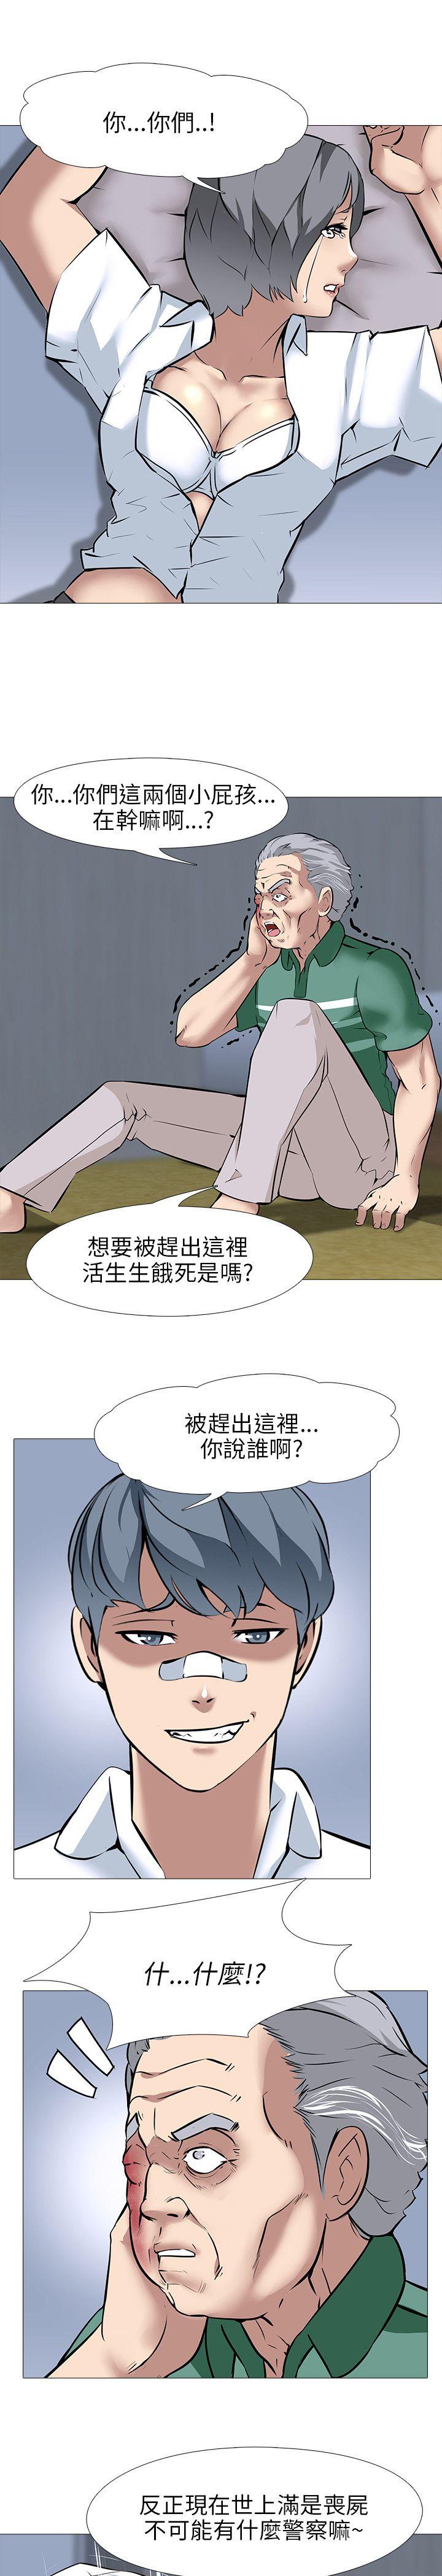 你...你們..!
你...你們這兩個小屁孩...
在幹嘛啊...?
想要被趕出這裡
活生生餓死是嗎?
被趕出這裡...
你說誰啊?
什...什麼!?
反正現在世上滿是喪屍
不可能有什麼警察嘛~